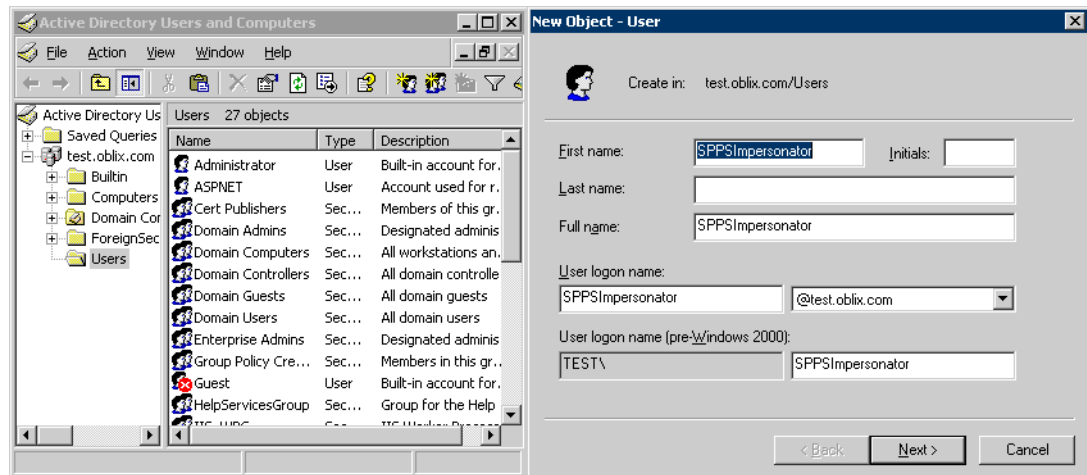 Active Directory Users and Computers
File Action View Window Help
Active Directory Us
Saved Queries
test.oblix.com
Builtin
Computers
Domain Cor
ForeignSec
Users
Users 27 objects
Name Type Description
Administrator User Built-in account for.
ASPNET User Account used for r.
Cert Publishers Sec... Members of this gr.
Domain Admins Sec... Designated adminis
Domain Computers Sec... All workstations an.
Domain Controllers Sec... All domain controlle
Domain Guests Sec... All domain guests
Domain Users Sec... All domain users
Enterprise Admins Sec... Designated adminis
Group Policy Cre... Sec... Members in this gr..
Guest User Built-in account for.
HelpServicesGroup Sec... Group for the Help
New Object - User
Create in: test.oblix.com/Users
First name: SPPSImpersonator Initials:
Last name:
Full name: SPPSImpersonator
User logon name:
SPPSImpersonator @test.oblix.com
User logon name (pre-Windows 2000):
TEST\ SPPSImpersonator
< Back Next > Cancel